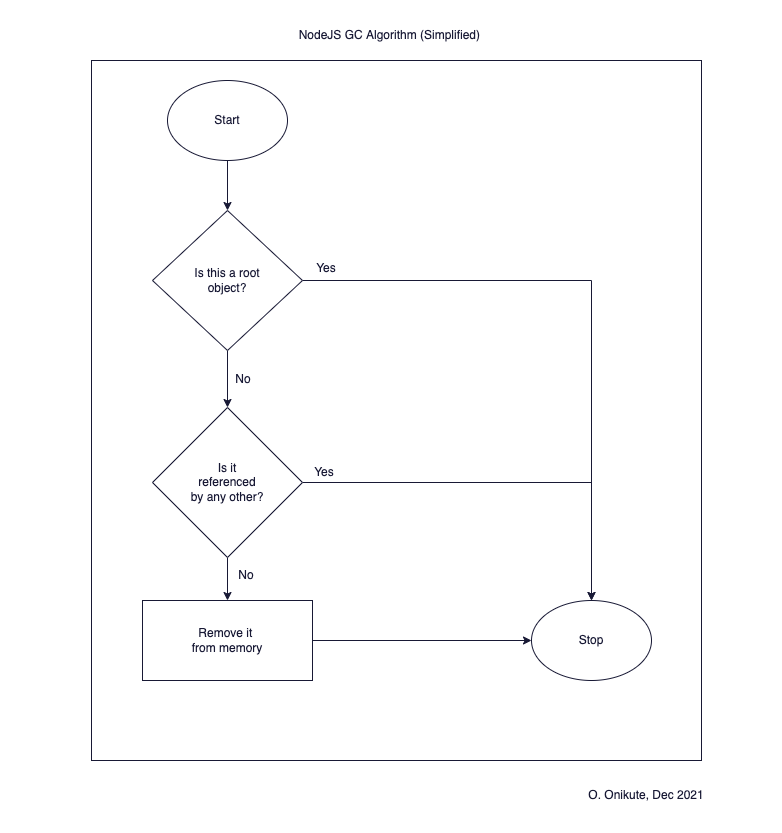 NodeJS GC Algorithm (Simplified)
Start
Is this a root
object?
Yes
No
Is it
referenced
by any other?
Yes
No
Remove it
from memory
Stop
O. Onikute, Dec 2021